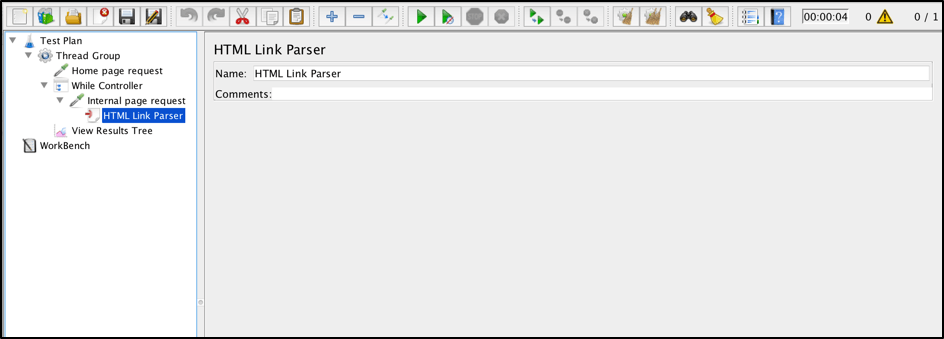 00:00:04 0 0 / 1
Test Plan
Thread Group
Home page request
While Controller
Internal page request
HTML Link Parser
View Results Tree
WorkBench
HTML Link Parser
Name: HTML Link Parser
Comments: